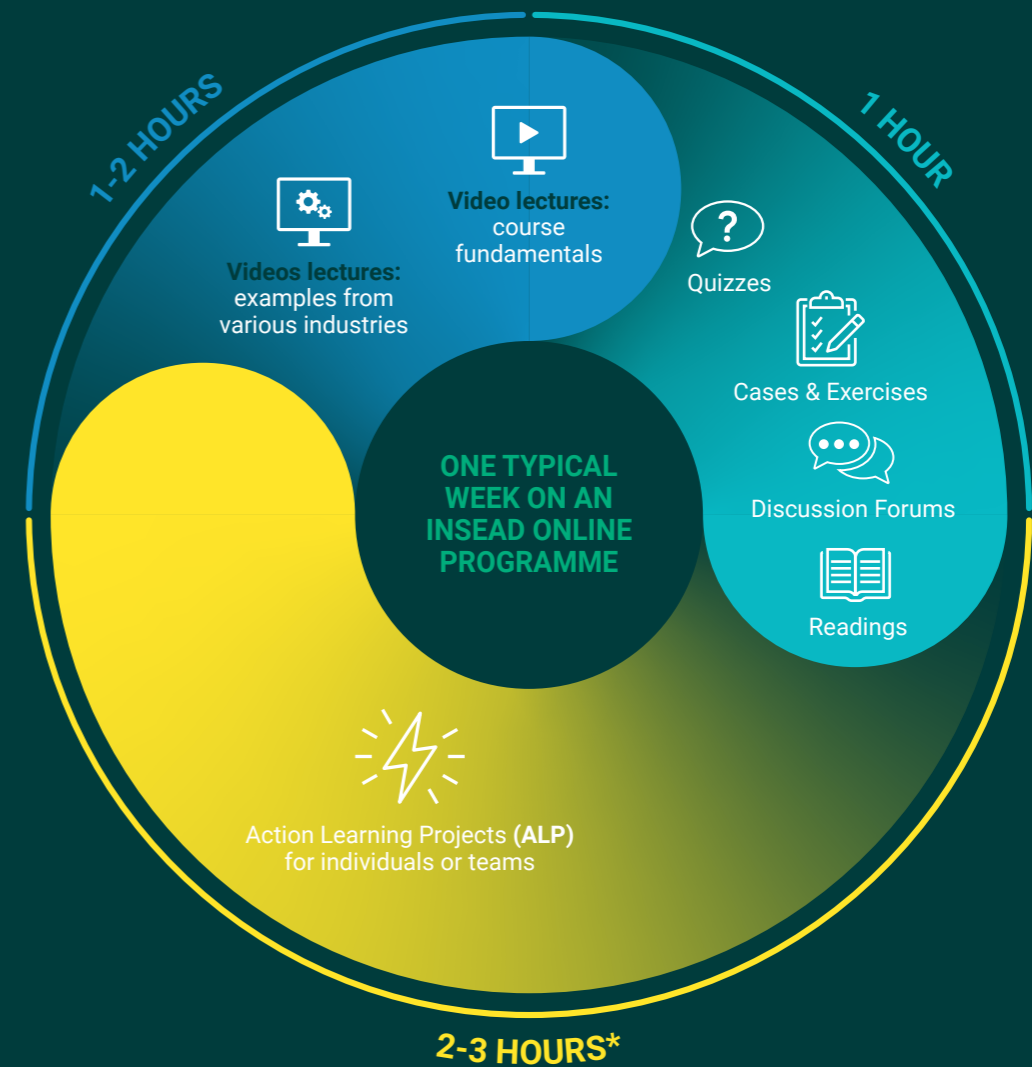 1-2 HOURS
1 HOUR
Video lectures:
course
fundamentals
Videos lectures:
examples from
various industries
?
Quizzes
Cases & Exercises
Discussion Forums
Readings
ONE TYPICAL
WEEK ON AN
INSEAD ONLINE
PROGRAMME
Action Learning Projects (ALP)
for individuals or teams
2-3 HOURS*